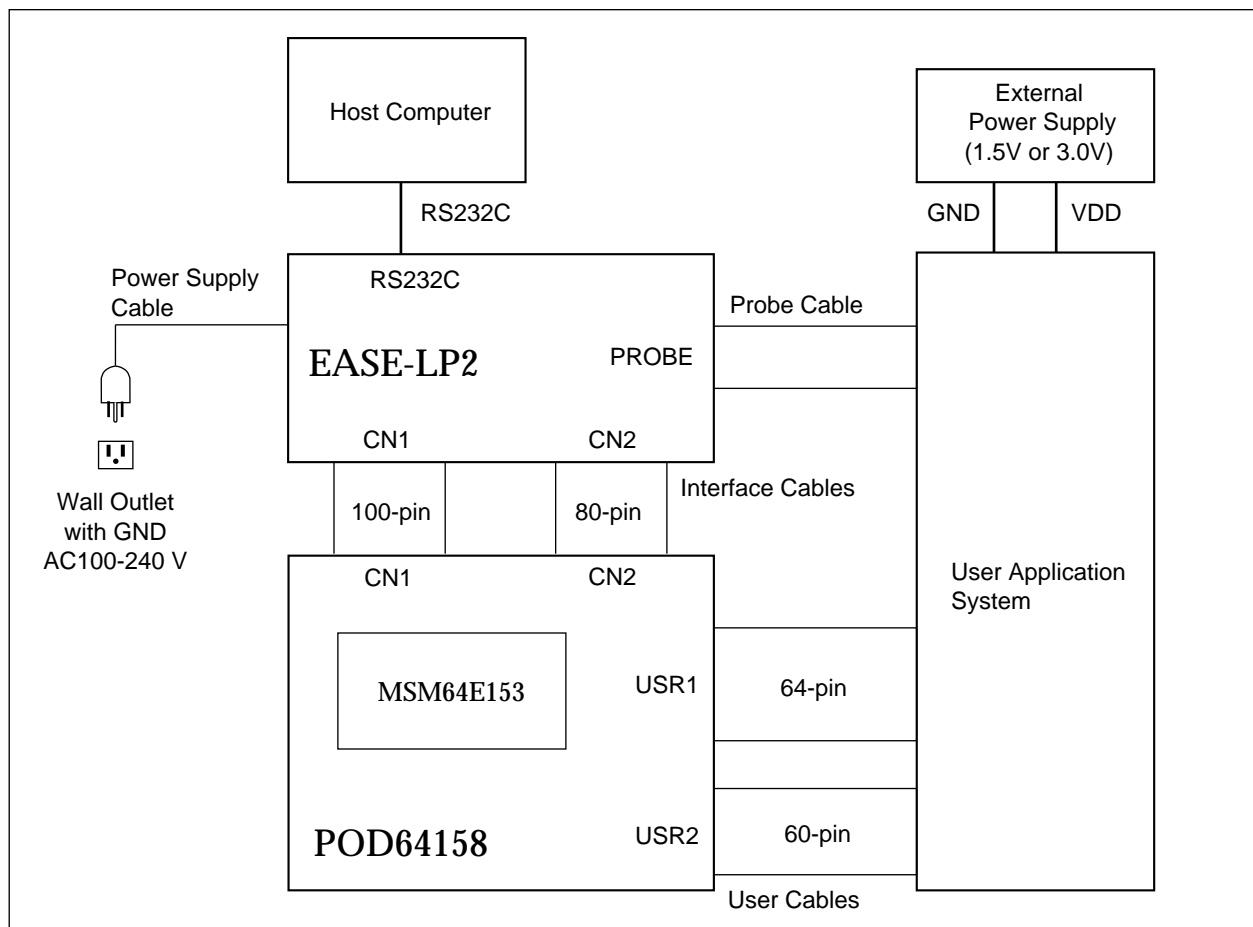 Host Computer
External
Power Supply
(1.5V or 3.0V)
RS232C
GND
VDD
Power Supply
Cable
RS232C
Probe Cable
EASE-LP2
PROBE
CN1
CN2
Interface Cables
100-pin
80-pin
Wall Outlet
with GND
AC100-240 V
CN1
CN2
User Application
System
MSM64E153
USR1
64-pin
POD64158
USR2
60-pin
User Cables